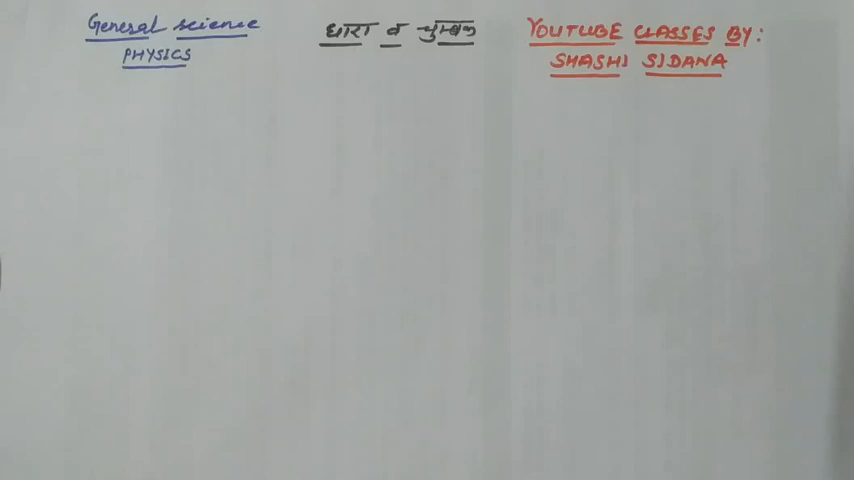 General science
PHYSICS
धारा व चुम्बक
YOUTUBE CLASSES BY:
SHASHI SIDANA